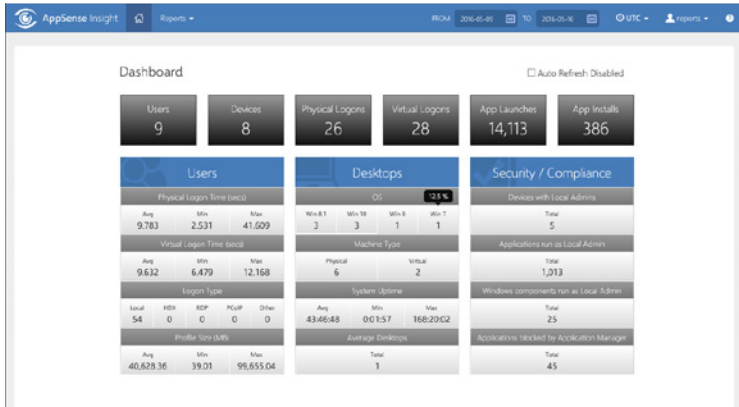 AppSense Insight Reports FROM 2016-05-05 TO 2016-05-16 UTC reports ?
Dashboard
Auto Refresh Disabled
Users Devices Physical Logons Virtual Logons App Launches App Installs
9 8 26 28 14,113 386
Users Desktops Security / Compliance
Physical Logon Time (secs) OS 12.5 % Devices with Local Admins
Avg Min Max Win 8.1 Win 10 Win 8 Win 7 Total
9.783 2.531 41.609 3 3 1 1 5
Virtual Logon Time (secs) Machine Type Applications run as Local Admin
Avg Min Max Physical Virtual Total
9.632 6.479 12.168 6 2 1,013
Logon Type System Uptime Windows components run as Local Admin
Local HDX RDP PCoIP Other Avg Min Max Total
54 0 0 0 0 43:46:48 0:01:57 168:20:02 25
Profile Size (MB) Average Desktops Applications blocked by Application Manager
Avg Min Max Total Total
40,628.36 39.01 99,655.04 1 45